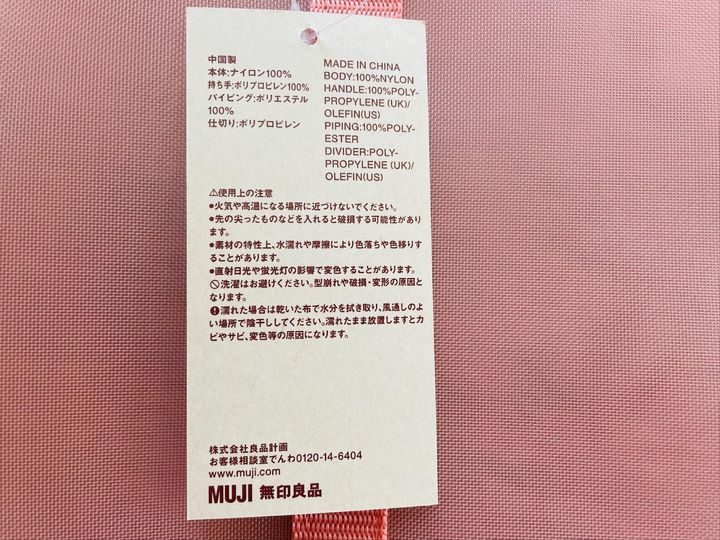 中国製
本体:ナイロン100%
持ち手:ポリプロピレン100%
パイピング:ポリエステル
100%
仕切り:ポリプロピレン
MADE IN CHINA
BODY:100%NYLON
HANDLE:100%POLY-
PROPYLENE (UK)/
OLEFIN(US)
PIPING:100%POLY-
ESTER
DIVIDER:POLY-
PROPYLENE (UK)/
OLEFIN(US)
⚠使用上の注意
●火気や高温になる場所に近づけないでください。
●先の尖ったものなどを入れると破損する可能性があり
ます。
●素材の特性上、水濡れや摩擦により色落ちや色移りす
ることがあります。
●直射日光や蛍光灯の影響で変色することがあります。
🚫洗濯はお避けください。型崩れや破損・変形の原因と
なります。
❗濡れた場合は乾いた布で水分を拭き取り、風通しのよ
い場所で陰干ししてください。濡れたまま放置しますとカ
ビやサビ、変色等の原因になります。
株式会社良品計画
お客様相談室でんわ0120-14-6404
www.muji.com
MUJI 無印良品